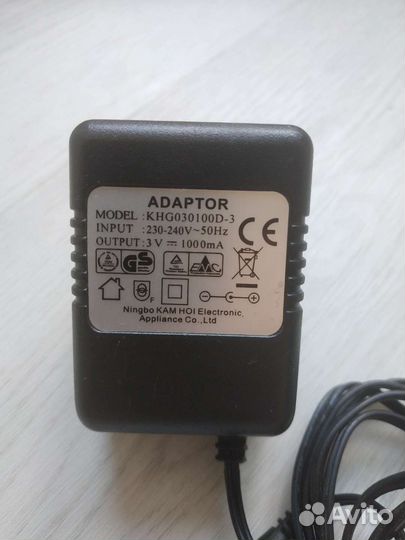 ADAPTOR
MODEL:KHG030100D-3
INPUT :230-240V~50Hz
OUTPUT:3V⎓1000mA
CE
GS
EMC
F
Ningbo KAM HOI Electronic,
Appliance Co.,Ltd
Avito